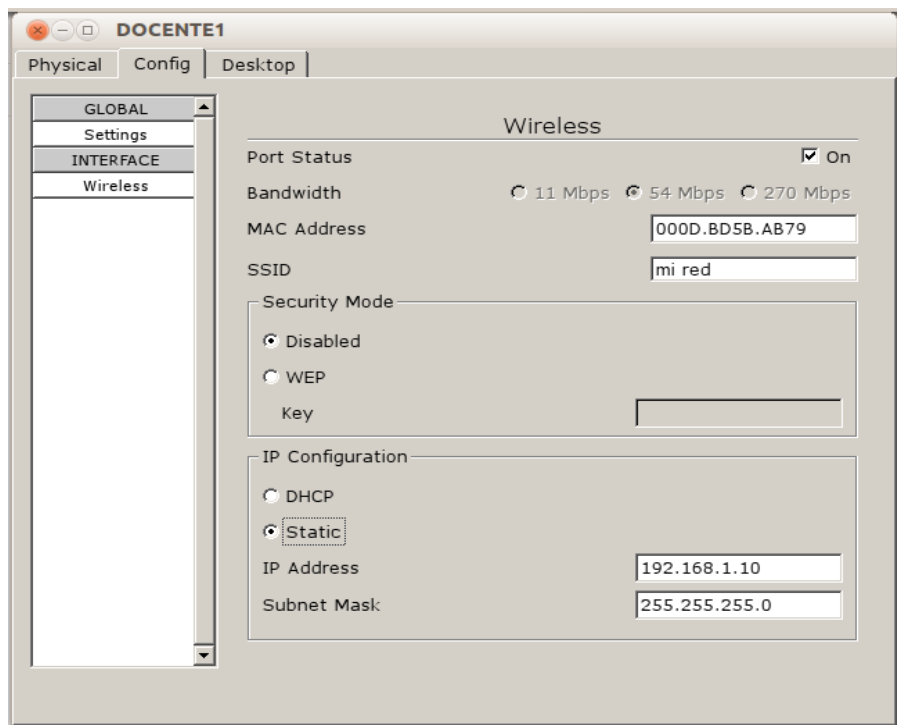 DOCENTE1
Physical Config Desktop
GLOBAL
Settings
INTERFACE
Wireless
Wireless
Port Status On
Bandwidth 11 Mbps 54 Mbps 270 Mbps
MAC Address 000D.BD5B.AB79
SSID mi red
Security Mode
Disabled
WEP
Key
IP Configuration
DHCP
Static
IP Address 192.168.1.10
Subnet Mask 255.255.255.0